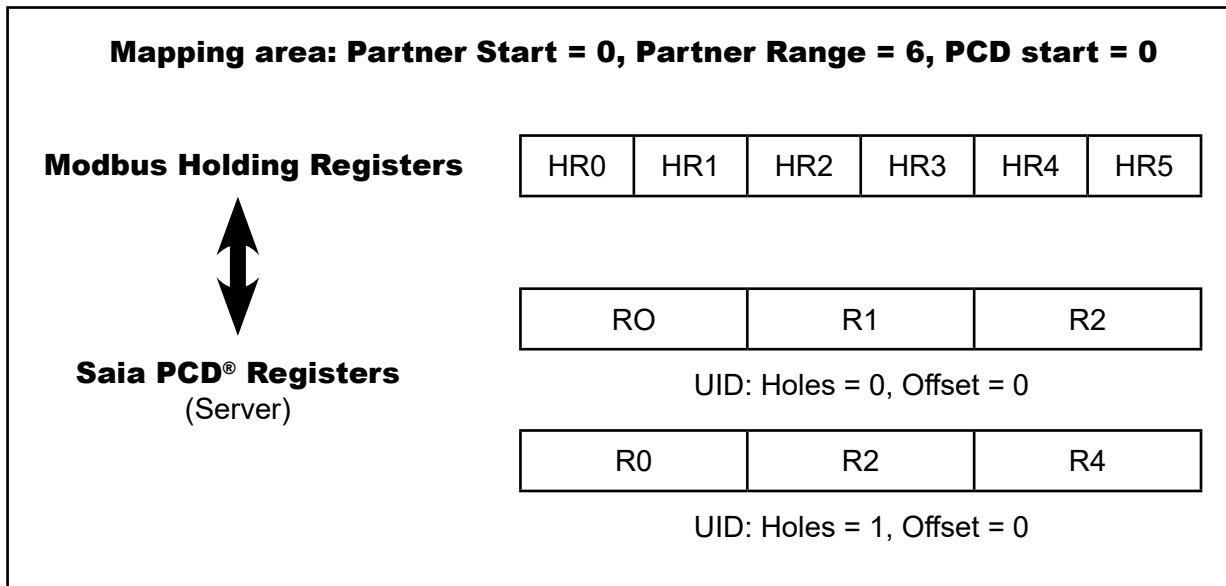 Mapping area: Partner Start = 0, Partner Range = 6, PCD start = 0
Modbus Holding Registers
HR0 HR1 HR2 HR3 HR4 HR5
RO R1 R2
UID: Holes = 0, Offset = 0
Saia PCD® Registers
(Server)
R0 R2 R4
UID: Holes = 1, Offset = 0